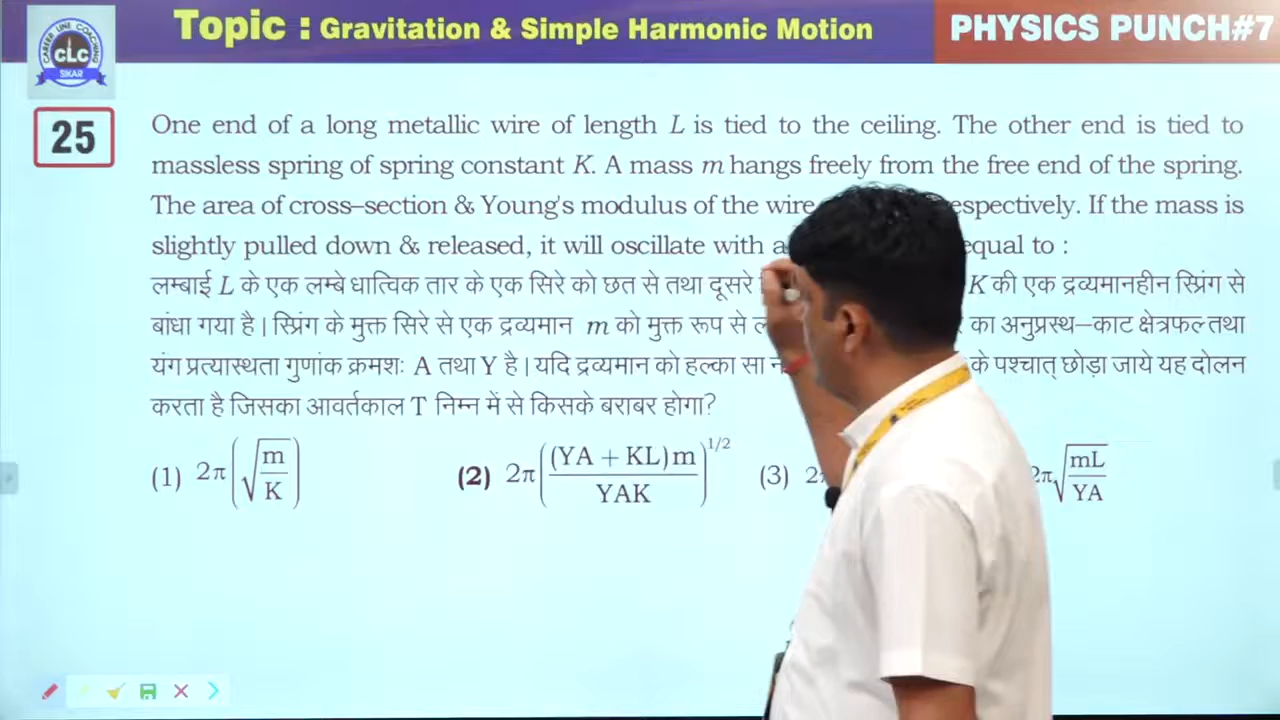 Topic : Gravitation & Simple Harmonic Motion
PHYSICS PUNCH#7
CAREER LINE COACHING
CLC
SIKAR
25
One end of a long metallic wire of length L is tied to the ceiling. The other end is tied to
massless spring of spring constant K. A mass m hangs freely from the free end of the spring.
The area of cross–section & Young's modulus of the wire espectively. If the mass is
slightly pulled down & released, it will oscillate with a equal to :
लम्बाई L के एक लम्बे धात्विक तार के एक सिरे को छत से तथा दूसरे K की एक द्रव्यमानहीन स्प्रिंग से
बांधा गया है। स्प्रिंग के मुक्त सिरे से एक द्रव्यमान m को मुक्त रूप से का अनुप्रस्थ–काट क्षेत्रफल तथा
यंग प्रत्यास्थता गुणांक क्रमशः A तथा Y है। यदि द्रव्यमान को हल्का सा के पश्चात् छोड़ा जाये यह दोलन
करता है जिसका आवर्तकाल T निम्न में से किसके बराबर होगा?
(1) 2π(√(m/K)) (2) 2π((YA + KL)m/YAK)^1/2 (3) 2π√(mL/YA)